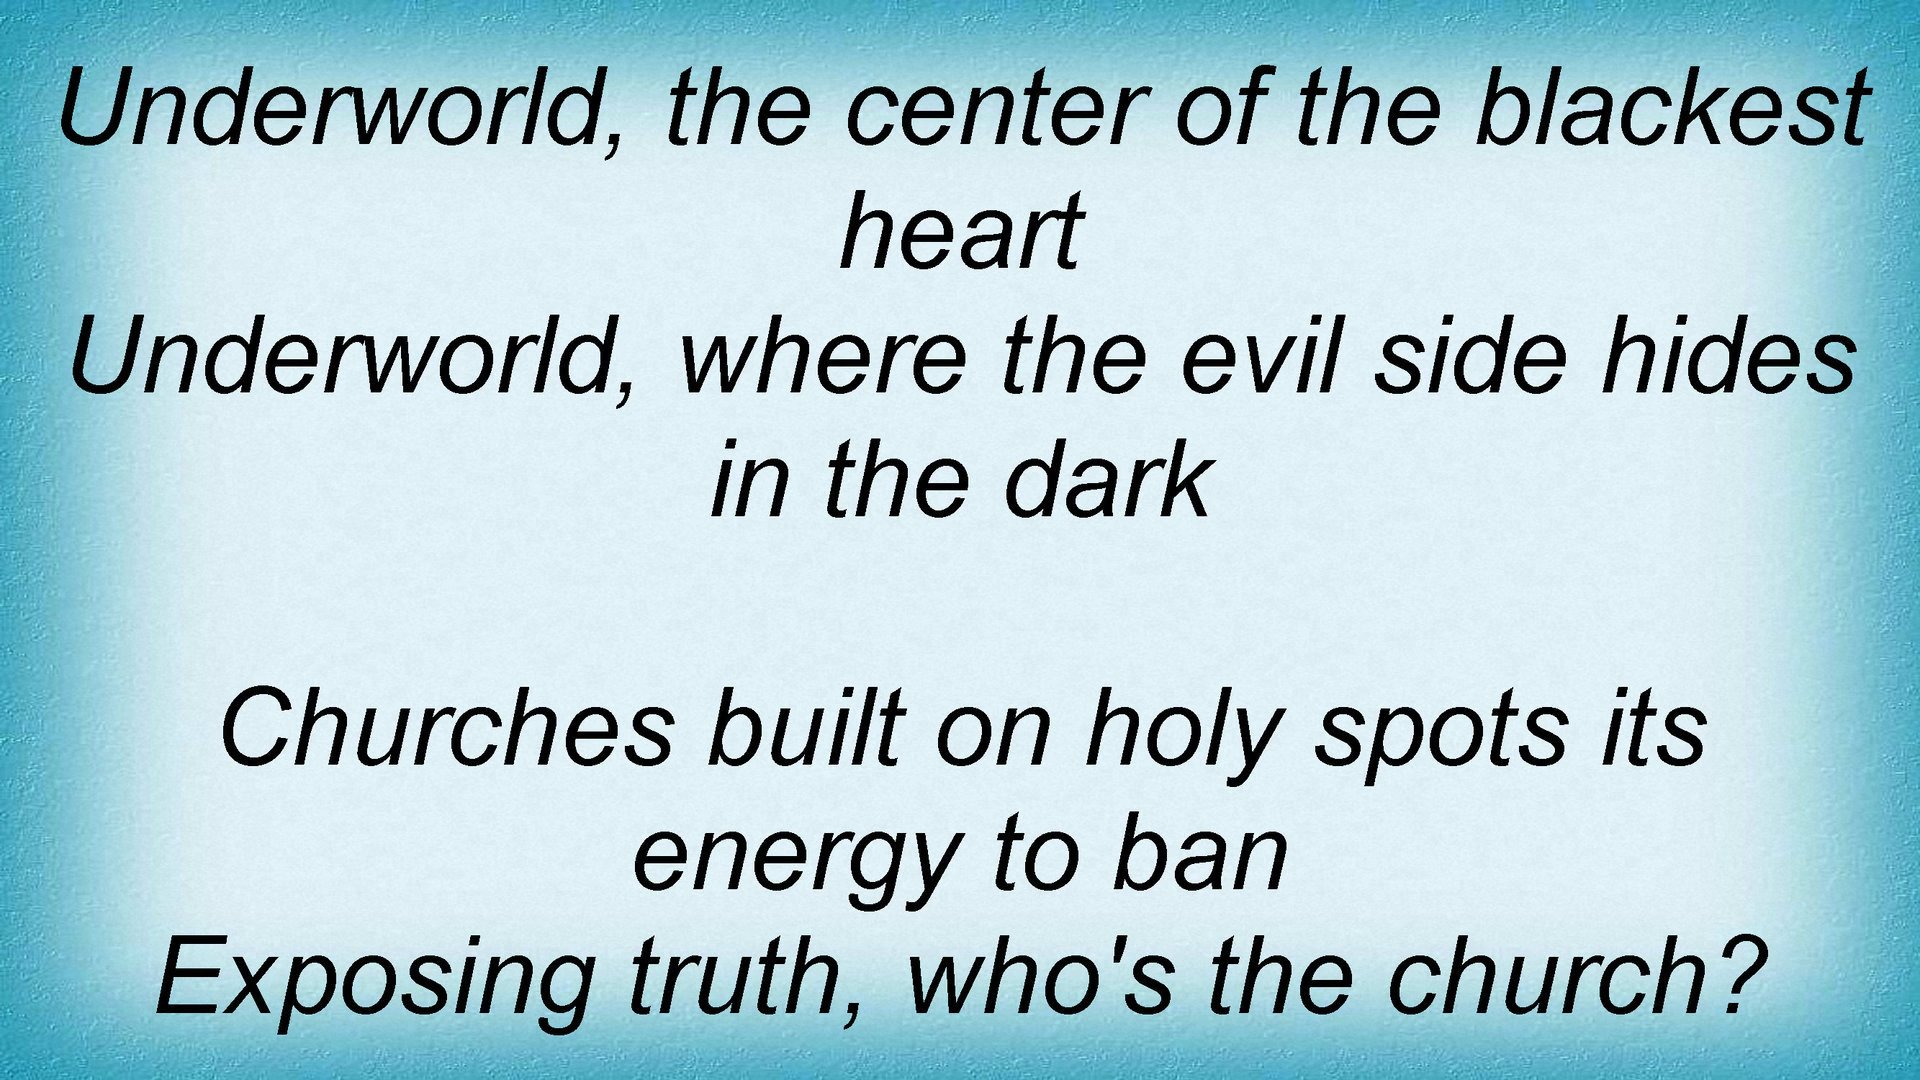 Underworld, the center of the blackest
heart
Underworld, where the evil side hides
in the dark
Churches built on holy spots its
energy to ban
Exposing truth, who's the church?